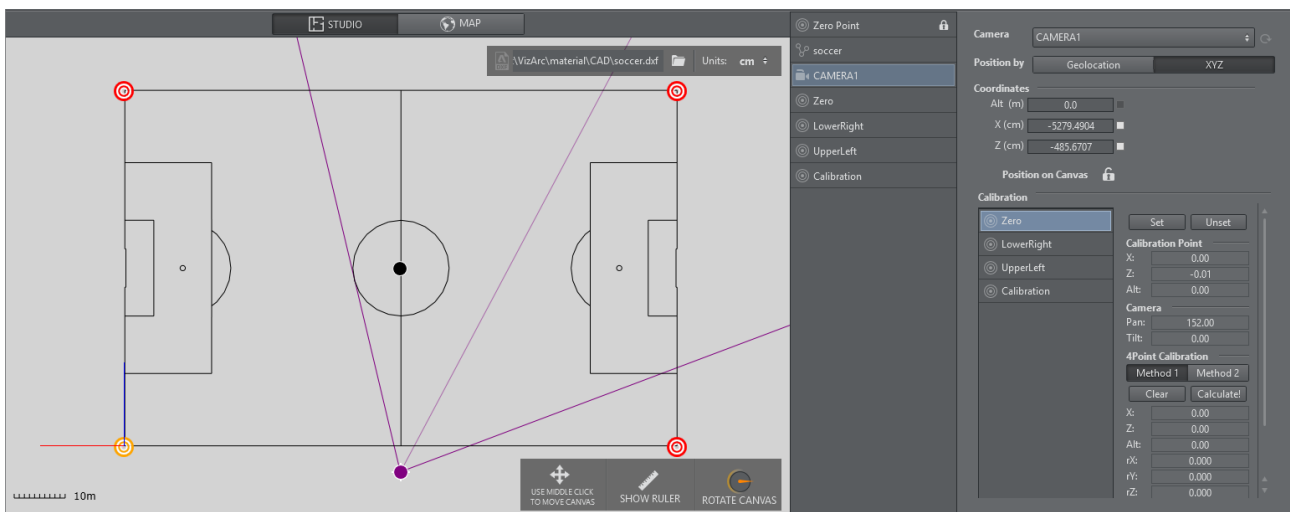 STUDIO
MAP
\VizArc\material\CAD\soccer.dxf Units: cm
10m
USE MIDDLE CLICK
TO MOVE CANVAS
SHOW RULER
ROTATE CANVAS
Zero Point
soccer
CAMERA1
Zero
LowerRight
UpperLeft
Calibration
Camera CAMERA1
Position by Geolocation XYZ
Coordinates
Alt (m) 0.0
X (cm) -5279.4904
Z (cm) -485.6707
Position on Canvas
Calibration
Zero
LowerRight
UpperLeft
Calibration
Set Unset
Calibration Point
X: 0.00
Z: -0.01
Alt: 0.00
Camera
Pan: 152.00
Tilt: 0.00
4Point Calibration
Method 1 Method 2
Clear Calculate!
X: 0.00
Z: 0.00
Alt: 0.00
rX: 0.000
rY: 0.000
rZ: 0.000